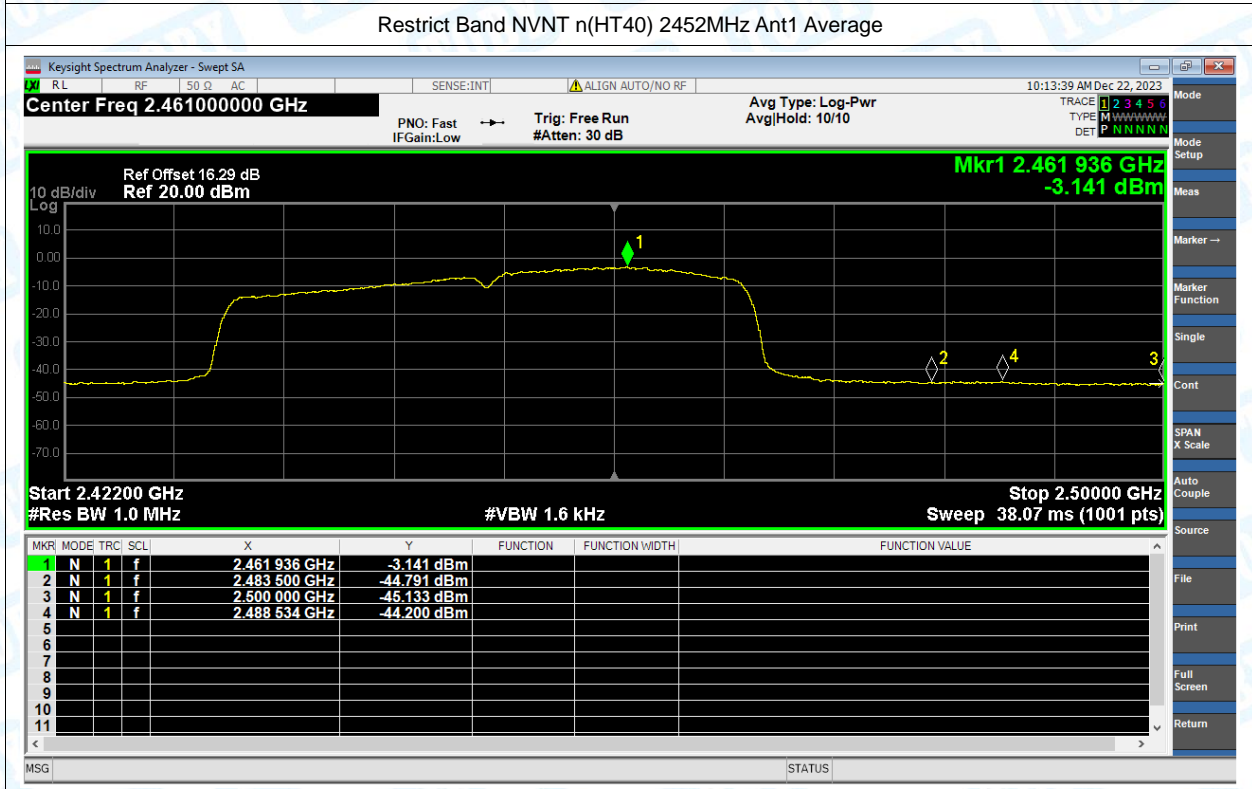 Restrict Band NVNT n(HT40) 2452MHz Ant1 Average
Keysight Spectrum Analyzer - Swept SA
LXI RL RF 50 Ω AC SENSE:INT ALIGN AUTO/NO RF 10:13:39 AM Dec 22, 2023
Center Freq 2.461000000 GHz
PNO: Fast
IFGain:Low
Trig: Free Run
#Atten: 30 dB
Avg Type: Log-Pwr
Avg|Hold: 10/10
TRACE 1 2 3 4 5 6
TYPE M WWWWW
DET P N N N N N
Ref Offset 16.29 dB
10 dB/div Ref 20.00 dBm
Log
Mkr1 2.461 936 GHz
-3.141 dBm
10.0
0.00
-10.0
-20.0
-30.0
-40.0
-50.0
-60.0
-70.0
1
2
4
3
Start 2.42200 GHz
Stop 2.50000 GHz
#Res BW 1.0 MHz
#VBW 1.6 kHz
Sweep 38.07 ms (1001 pts)
MKR MODE TRC SCL X Y FUNCTION FUNCTION WIDTH FUNCTION VALUE
1 N 1 f 2.461 936 GHz -3.141 dBm
2 N 1 f 2.483 500 GHz -44.791 dBm
3 N 1 f 2.500 000 GHz -45.133 dBm
4 N 1 f 2.488 534 GHz -44.200 dBm
5
6
7
8
9
10
11
MSG STATUS
Mode
Mode Setup
Meas
Marker →
Marker Function
Single
Cont
SPAN X Scale
Auto Couple
Source
File
Print
Full Screen
Return